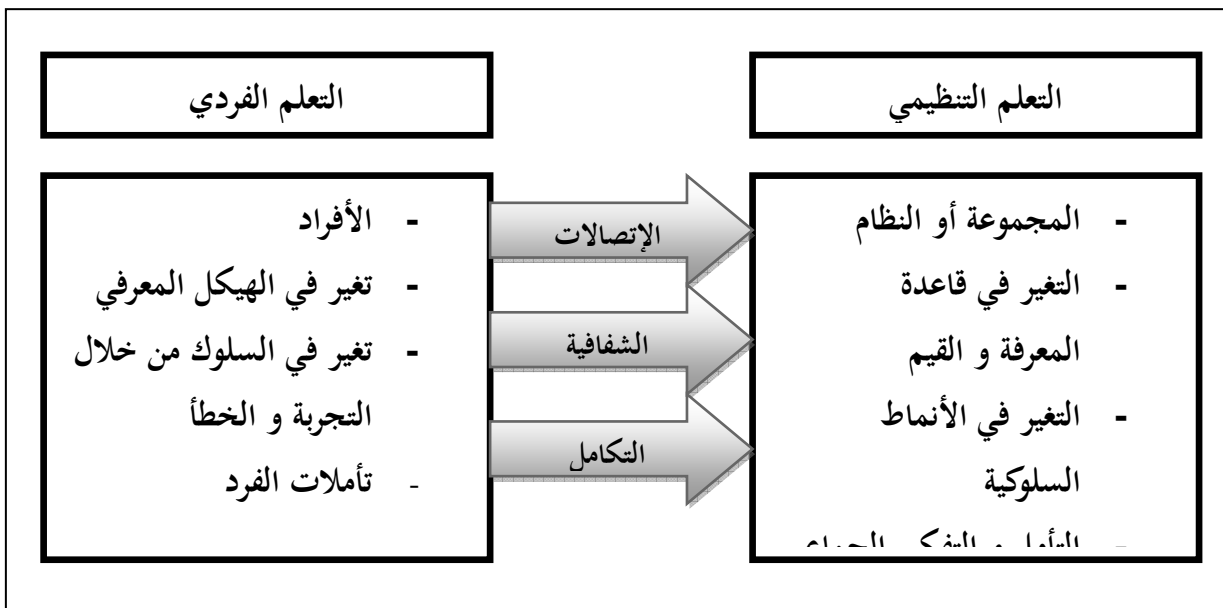 التعلم الفردي
التعلم التنظيمي
- الأفراد
- تغير في الهيكل المعرفي
- تغير في السلوك من خلال
التجربة و الخطأ
- تأملات الفرد
الإتصالات
الشفافية
التكامل
- المجموعة أو النظام
- التغير في قاعدة
المعرفة و القيم
- التغير في الأنماط
السلوكية
- التأمل و